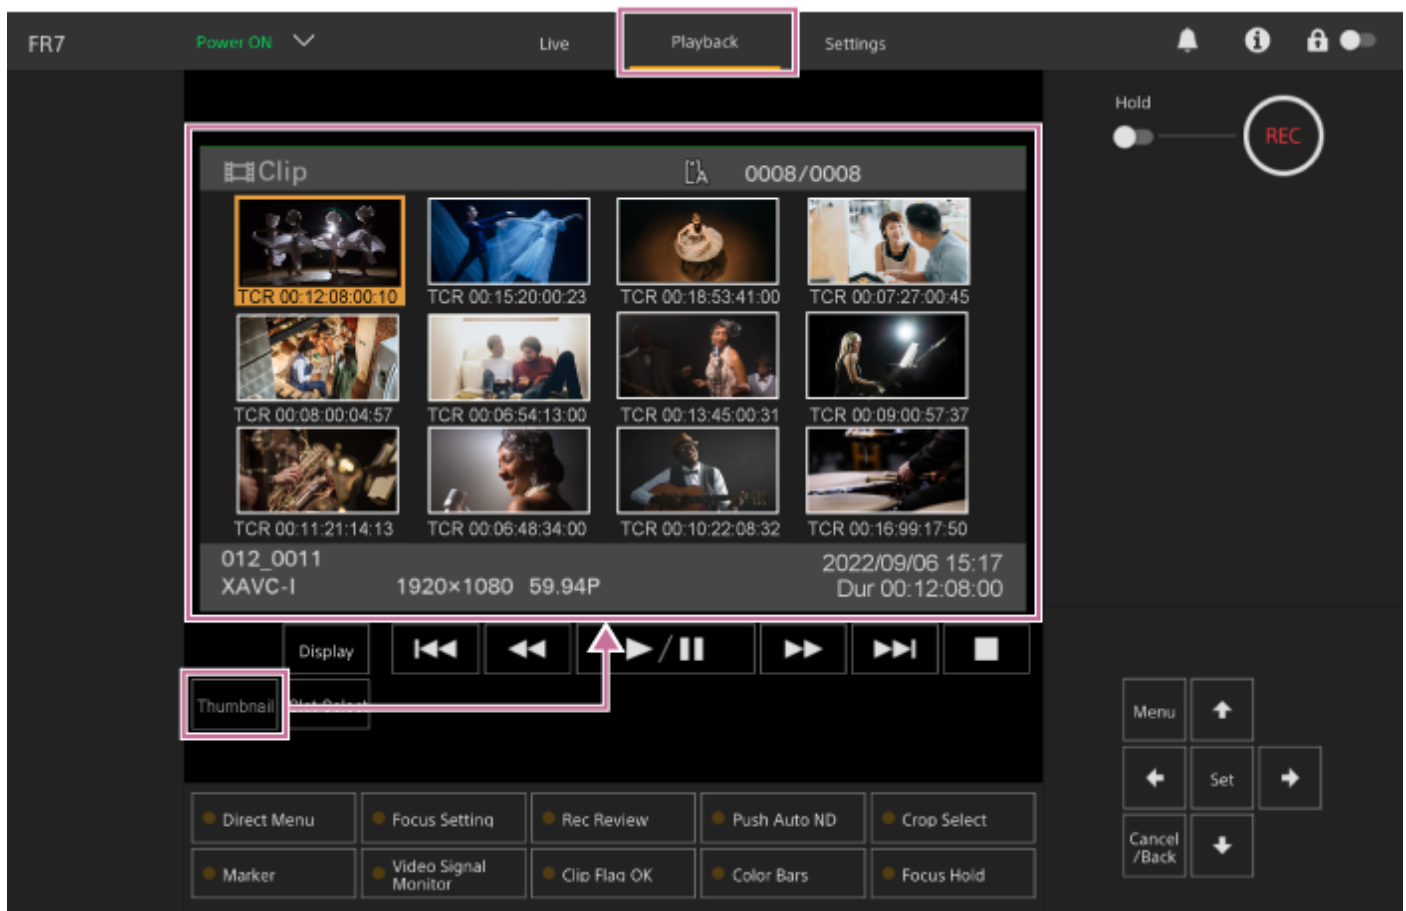 FR7
Power ON
Live
Playback
Settings
Hold
REC
Clip
A
0008/0008
TCR 00:12:08:00:10
TCR 00:15:20:00:23
TCR 00:18:53:41:00
TCR 00:07:27:00:45
TCR 00:08:00:04:57
TCR 00:06:54:13:00
TCR 00:13:45:00:31
TCR 00:09:00:57:37
TCR 00:11:21:14:13
TCR 00:06:48:34:00
TCR 00:10:22:08:32
TCR 00:16:99:17:50
012_0011
2022/09/06 15:17
XAVC-I
1920×1080 59.94P
Dur 00:12:08:00
Display
Thumbnail
Slot Select
Menu
Set
Cancel
/Back
Direct Menu
Focus Setting
Rec Review
Push Auto ND
Crop Select
Marker
Video Signal
Monitor
Clip Flag OK
Color Bars
Focus Hold